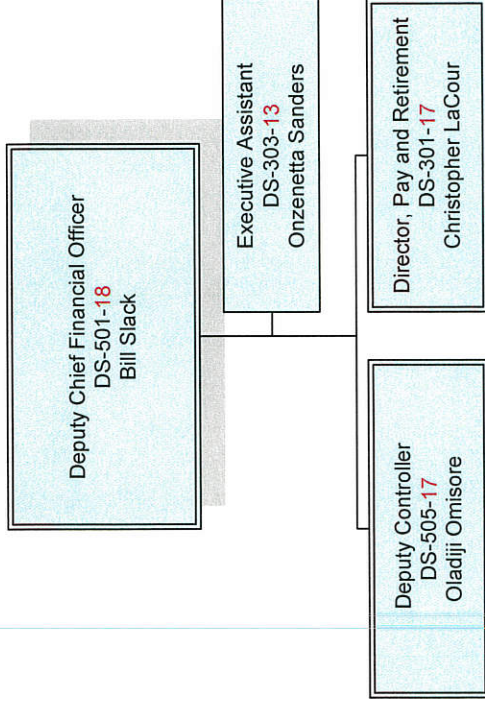 Deputy Chief Financial Officer
DS-501-18
Bill Slack
Executive Assistant
DS-303-13
Onzenetta Sanders
Deputy Controller
DS-505-17
Oladiji Omisore
Director, Pay and Retirement
DS-301-17
Christopher LaCour